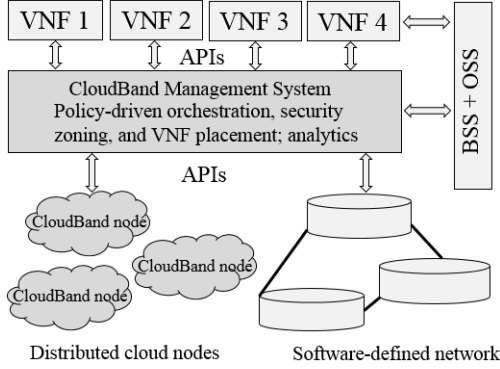 VNF 1
VNF 2
VNF 3
VNF 4
APIs
CloudBand Management System
Policy-driven orchestration, security
zoning, and VNF placement; analytics
BSS + OSS
APIs
CloudBand node
CloudBand node
CloudBand node
Distributed cloud nodes
Software-defined network